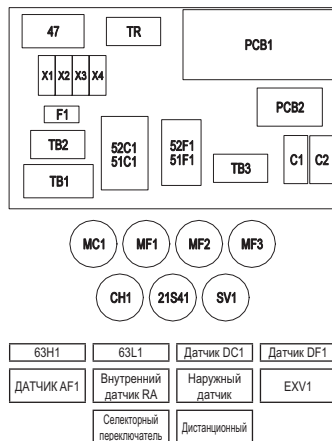 47
TR
PCB1
X1 X2 X3 X4
F1
PCB2
TB2
52C1
51C1
52F1
51F1
TB3
C1
C2
TB1
MC1
MF1
MF2
MF3
CH1
21S41
SV1
63H1
63L1
Датчик DC1
Датчик DF1
ДАТЧИК AF1
Внутренний
датчик RA
Наружный
датчик
EXV1
Селекторный
переключатель
Дистанционный